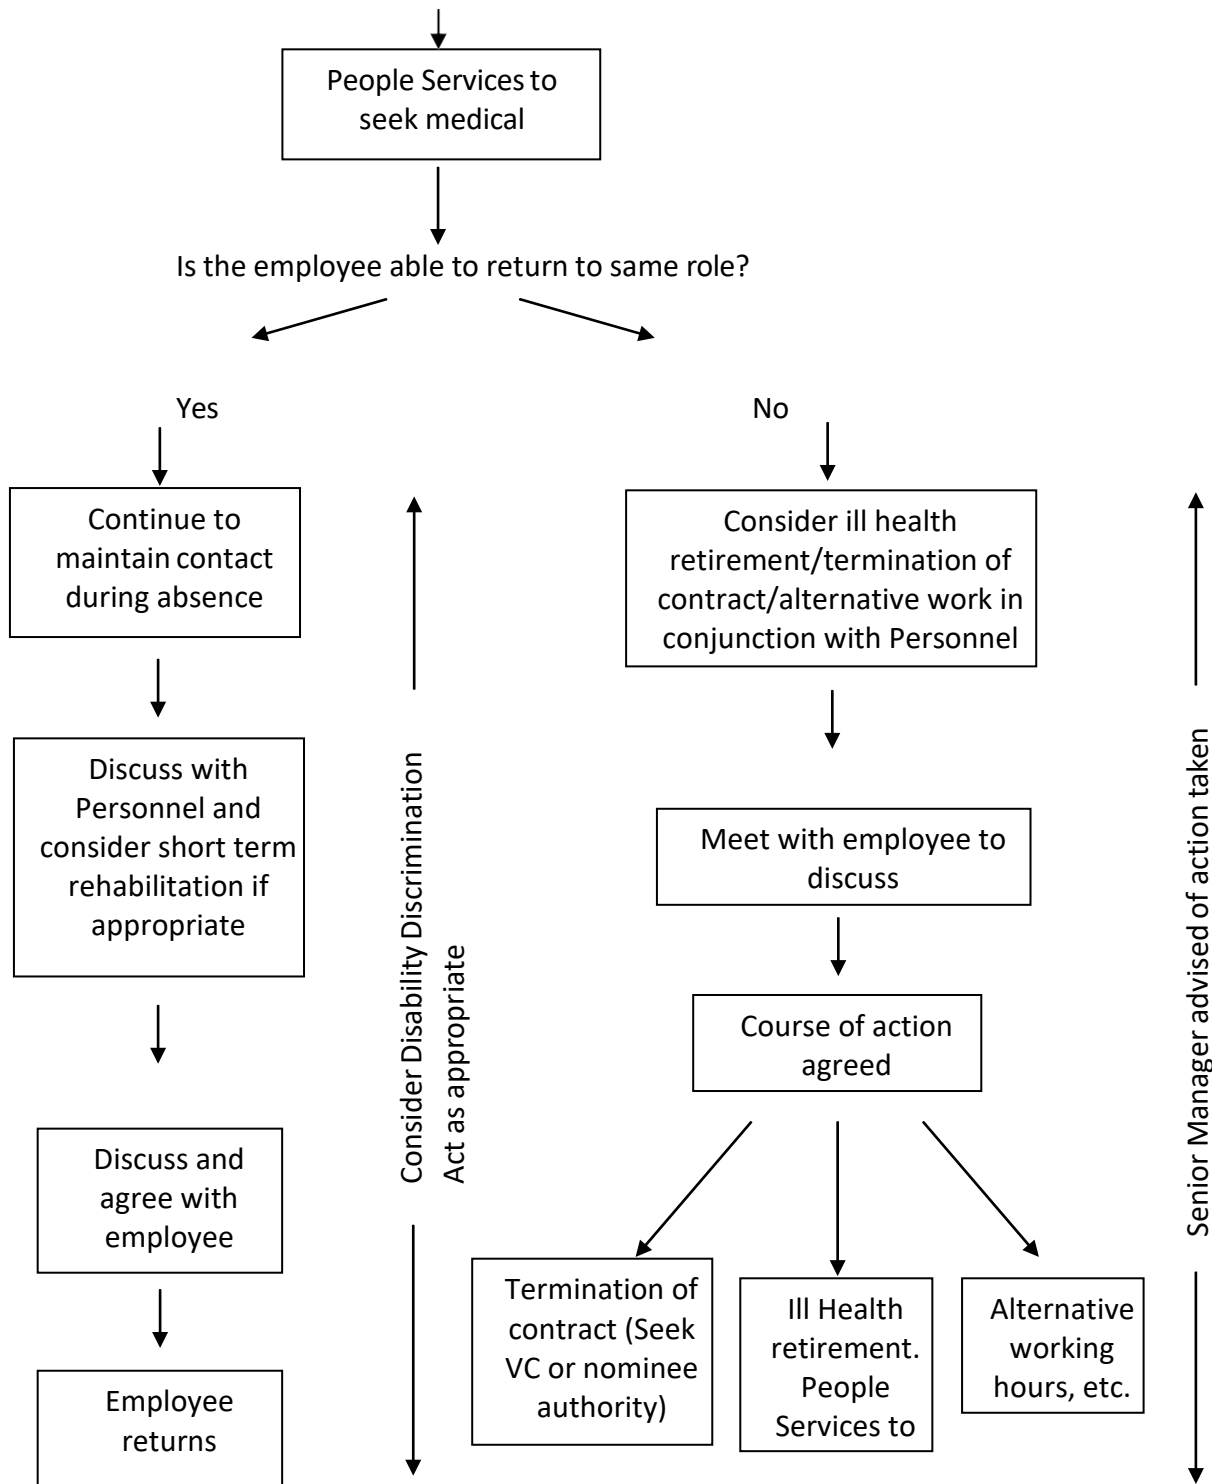 People Services to
seek medical
Is the employee able to return to same role?
Yes
No
Continue to
maintain contact
during absence
Consider ill health
retirement/termination of
contract/alternative work in
conjunction with Personnel
Discuss with
Personnel and
consider short term
rehabilitation if
appropriate
Consider Disability Discrimination
Act as appropriate
Meet with employee to
discuss
Senior Manager advised of action taken
Course of action
agreed
Discuss and
agree with
employee
Termination of
contract (Seek
VC or nominee
authority)
Ill Health
retirement.
People
Services to
Alternative
working
hours, etc.
Employee
returns